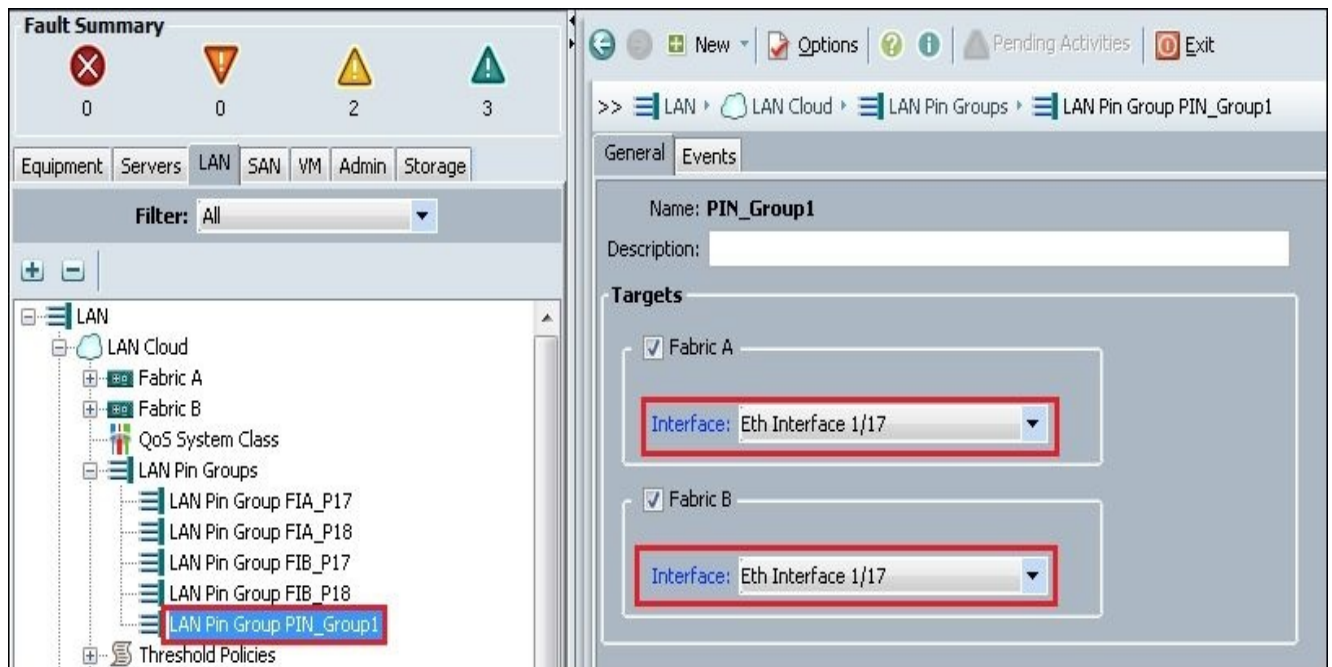 Fault Summary
0 0 2 3
Equipment Servers LAN SAN VM Admin Storage
Filter: All
LAN
LAN Cloud
Fabric A
Fabric B
QoS System Class
LAN Pin Groups
LAN Pin Group FIA_P17
LAN Pin Group FIA_P18
LAN Pin Group FIB_P17
LAN Pin Group FIB_P18
LAN Pin Group PIN_Group1
Threshold Policies
New Options Pending Activities Exit
>> LAN LAN Cloud LAN Pin Groups LAN Pin Group PIN_Group1
General Events
Name: PIN_Group1
Description:
Targets
Fabric A
Interface: Eth Interface 1/17
Fabric B
Interface: Eth Interface 1/17